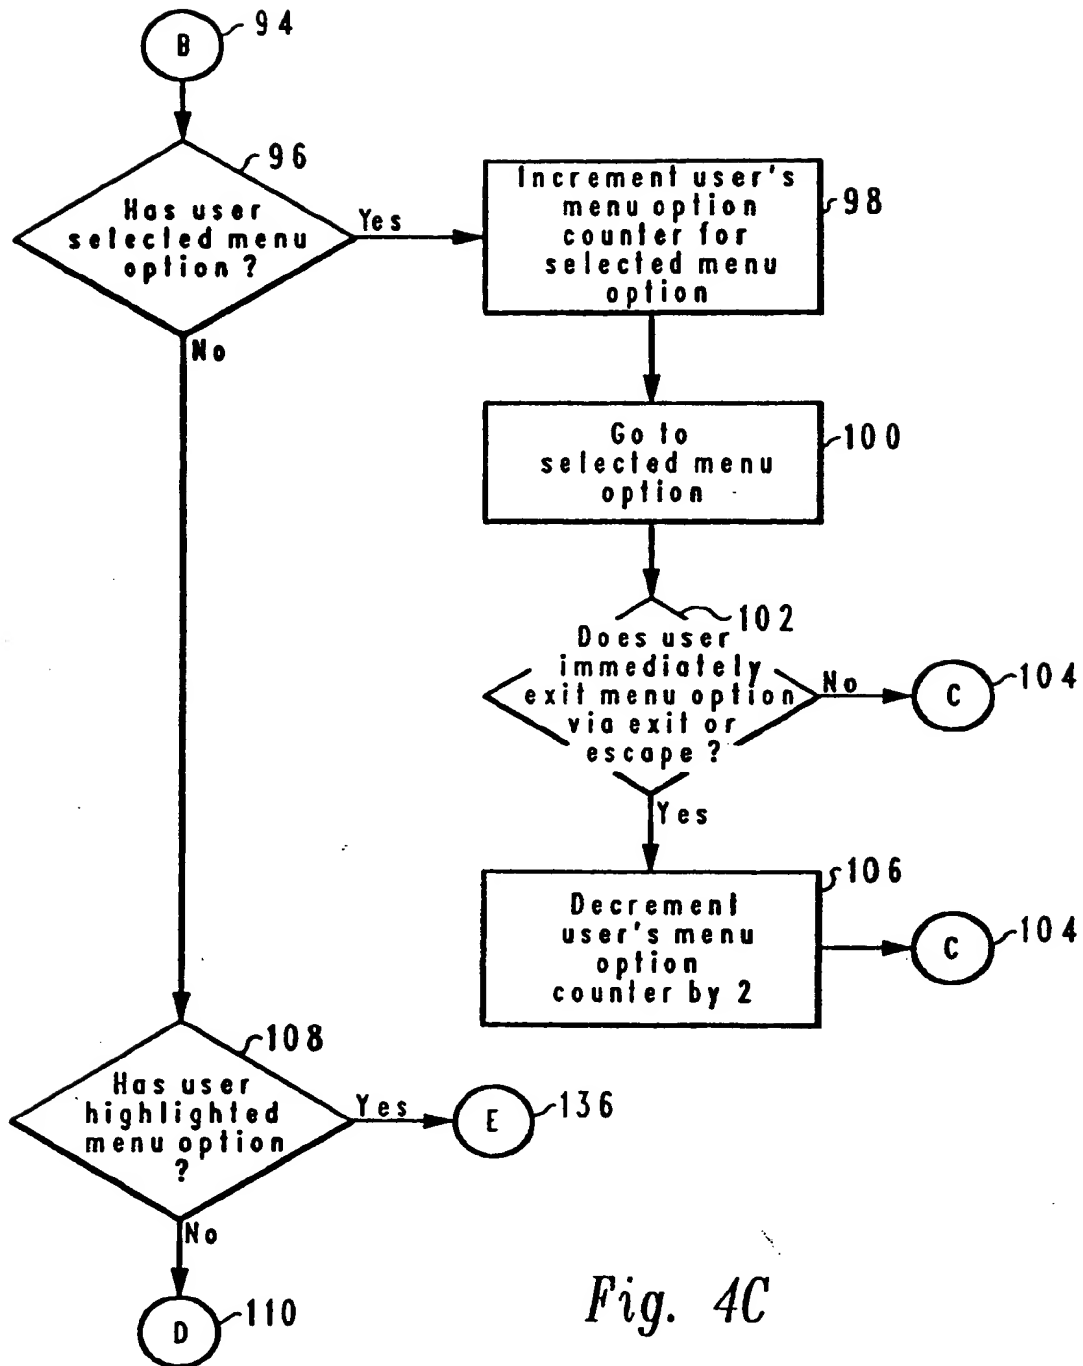 B
94
96
Has user
selected menu
option ?
Yes
No
Increment user's
menu option
counter for
selected menu
option
98
Go to
selected menu
option
100
102
Does user
immediately
exit menu option
via exit or
escape ?
No
C
104
Yes
Decrement
user's menu
option
counter by 2
106
C
104
108
Has user
highlighted
menu option
?
Yes
E
136
No
D
110
Fig. 4C